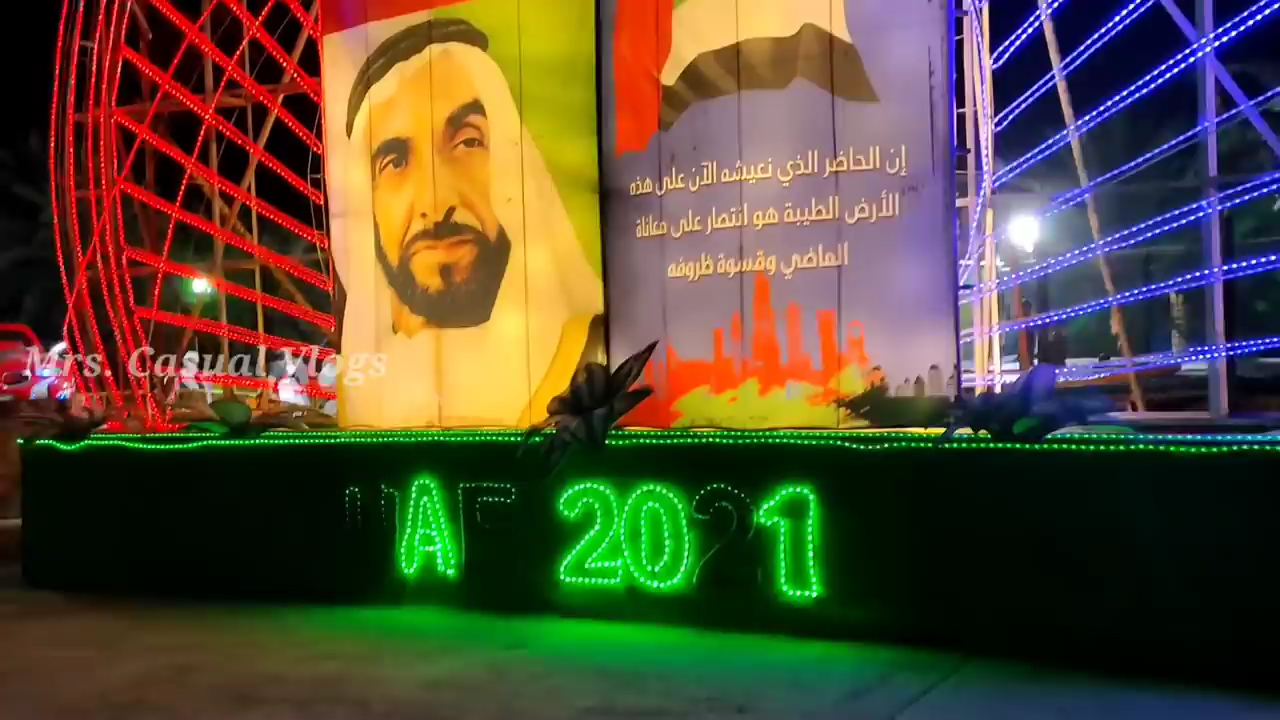 إن الحاضر الذي نعيشه الآن على هذه
الأرض الطيبة هو انتصار على معاناة
الماضي وقسوة ظروفه
Mrs. Casual Vlogs
UAE 2021